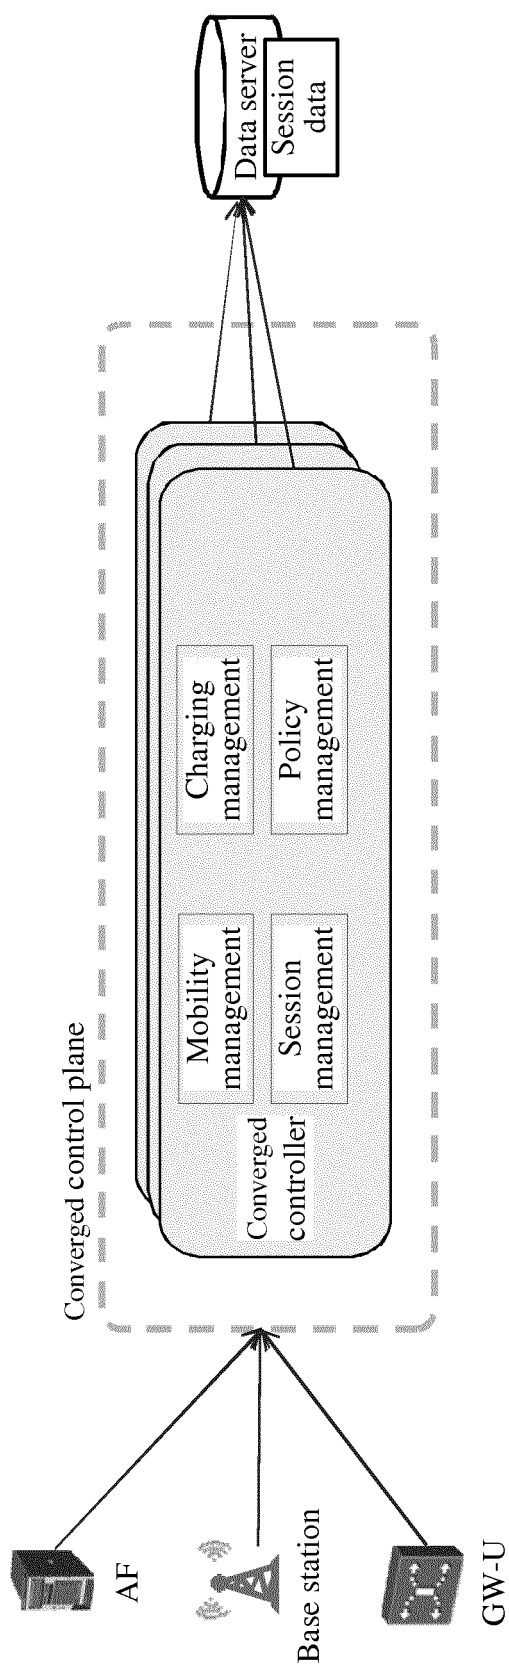 Converged control plane
AF
Base station
GW-U
Converged
controller
Mobility
management
Session
management
Charging
management
Policy
management
Data server
Session
data